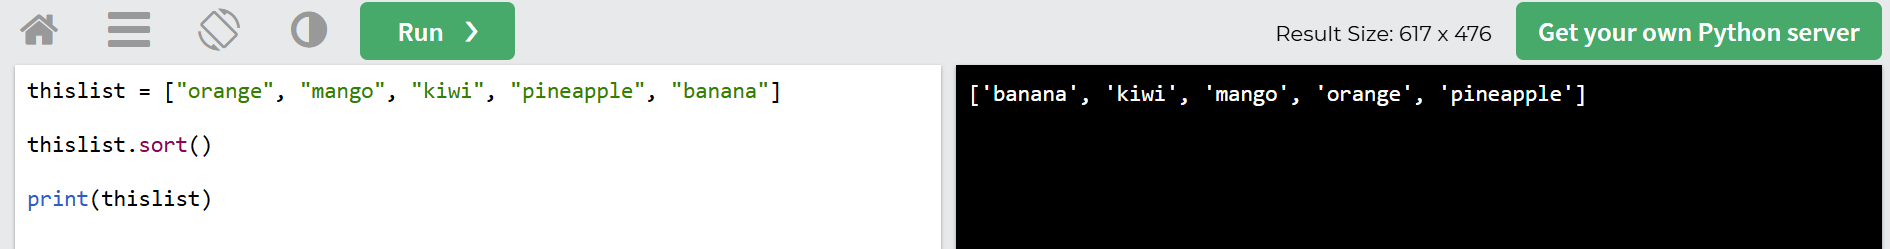 Run ❯
Result Size: 617 x 476
Get your own Python server
thislist = ["orange", "mango", "kiwi", "pineapple", "banana"]
thislist.sort()
print(thislist)
['banana', 'kiwi', 'mango', 'orange', 'pineapple']